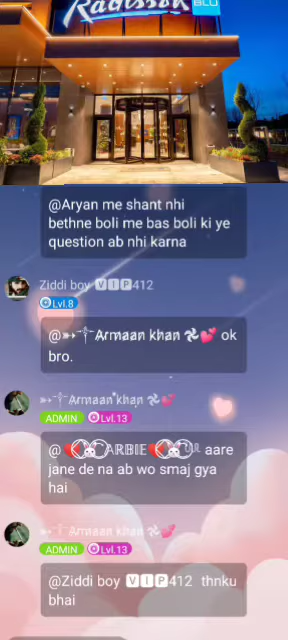 Radisson BLU
@Aryan me shant nhi
bethne boli me bas boli ki ye
question ab nhi karna
Ziddi boy VIP412
Lvl.8
@➳⁻༒Armaan khan ࿐💕 ok
bro.
➳⁻༒Armaan khan ࿐💕
ADMIN Lvl.13
ARBIE aare
jane de na ab wo smaj gya
hai
➳⁻༒Armaan khan ࿐💕
ADMIN Lvl.13
@Ziddi boy VIP412 thnku
bhai